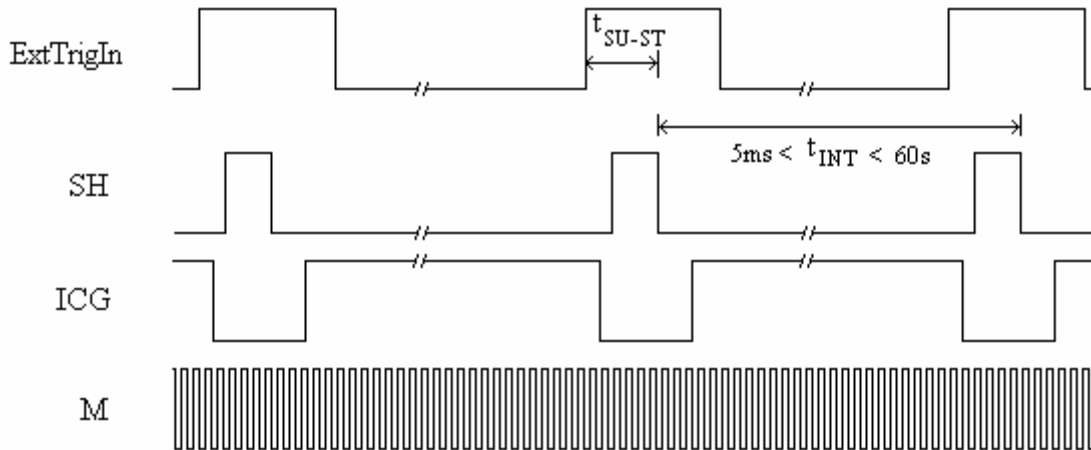 ExtTrigIn
tSU-ST
5ms < tINT < 60s
SH
ICG
M